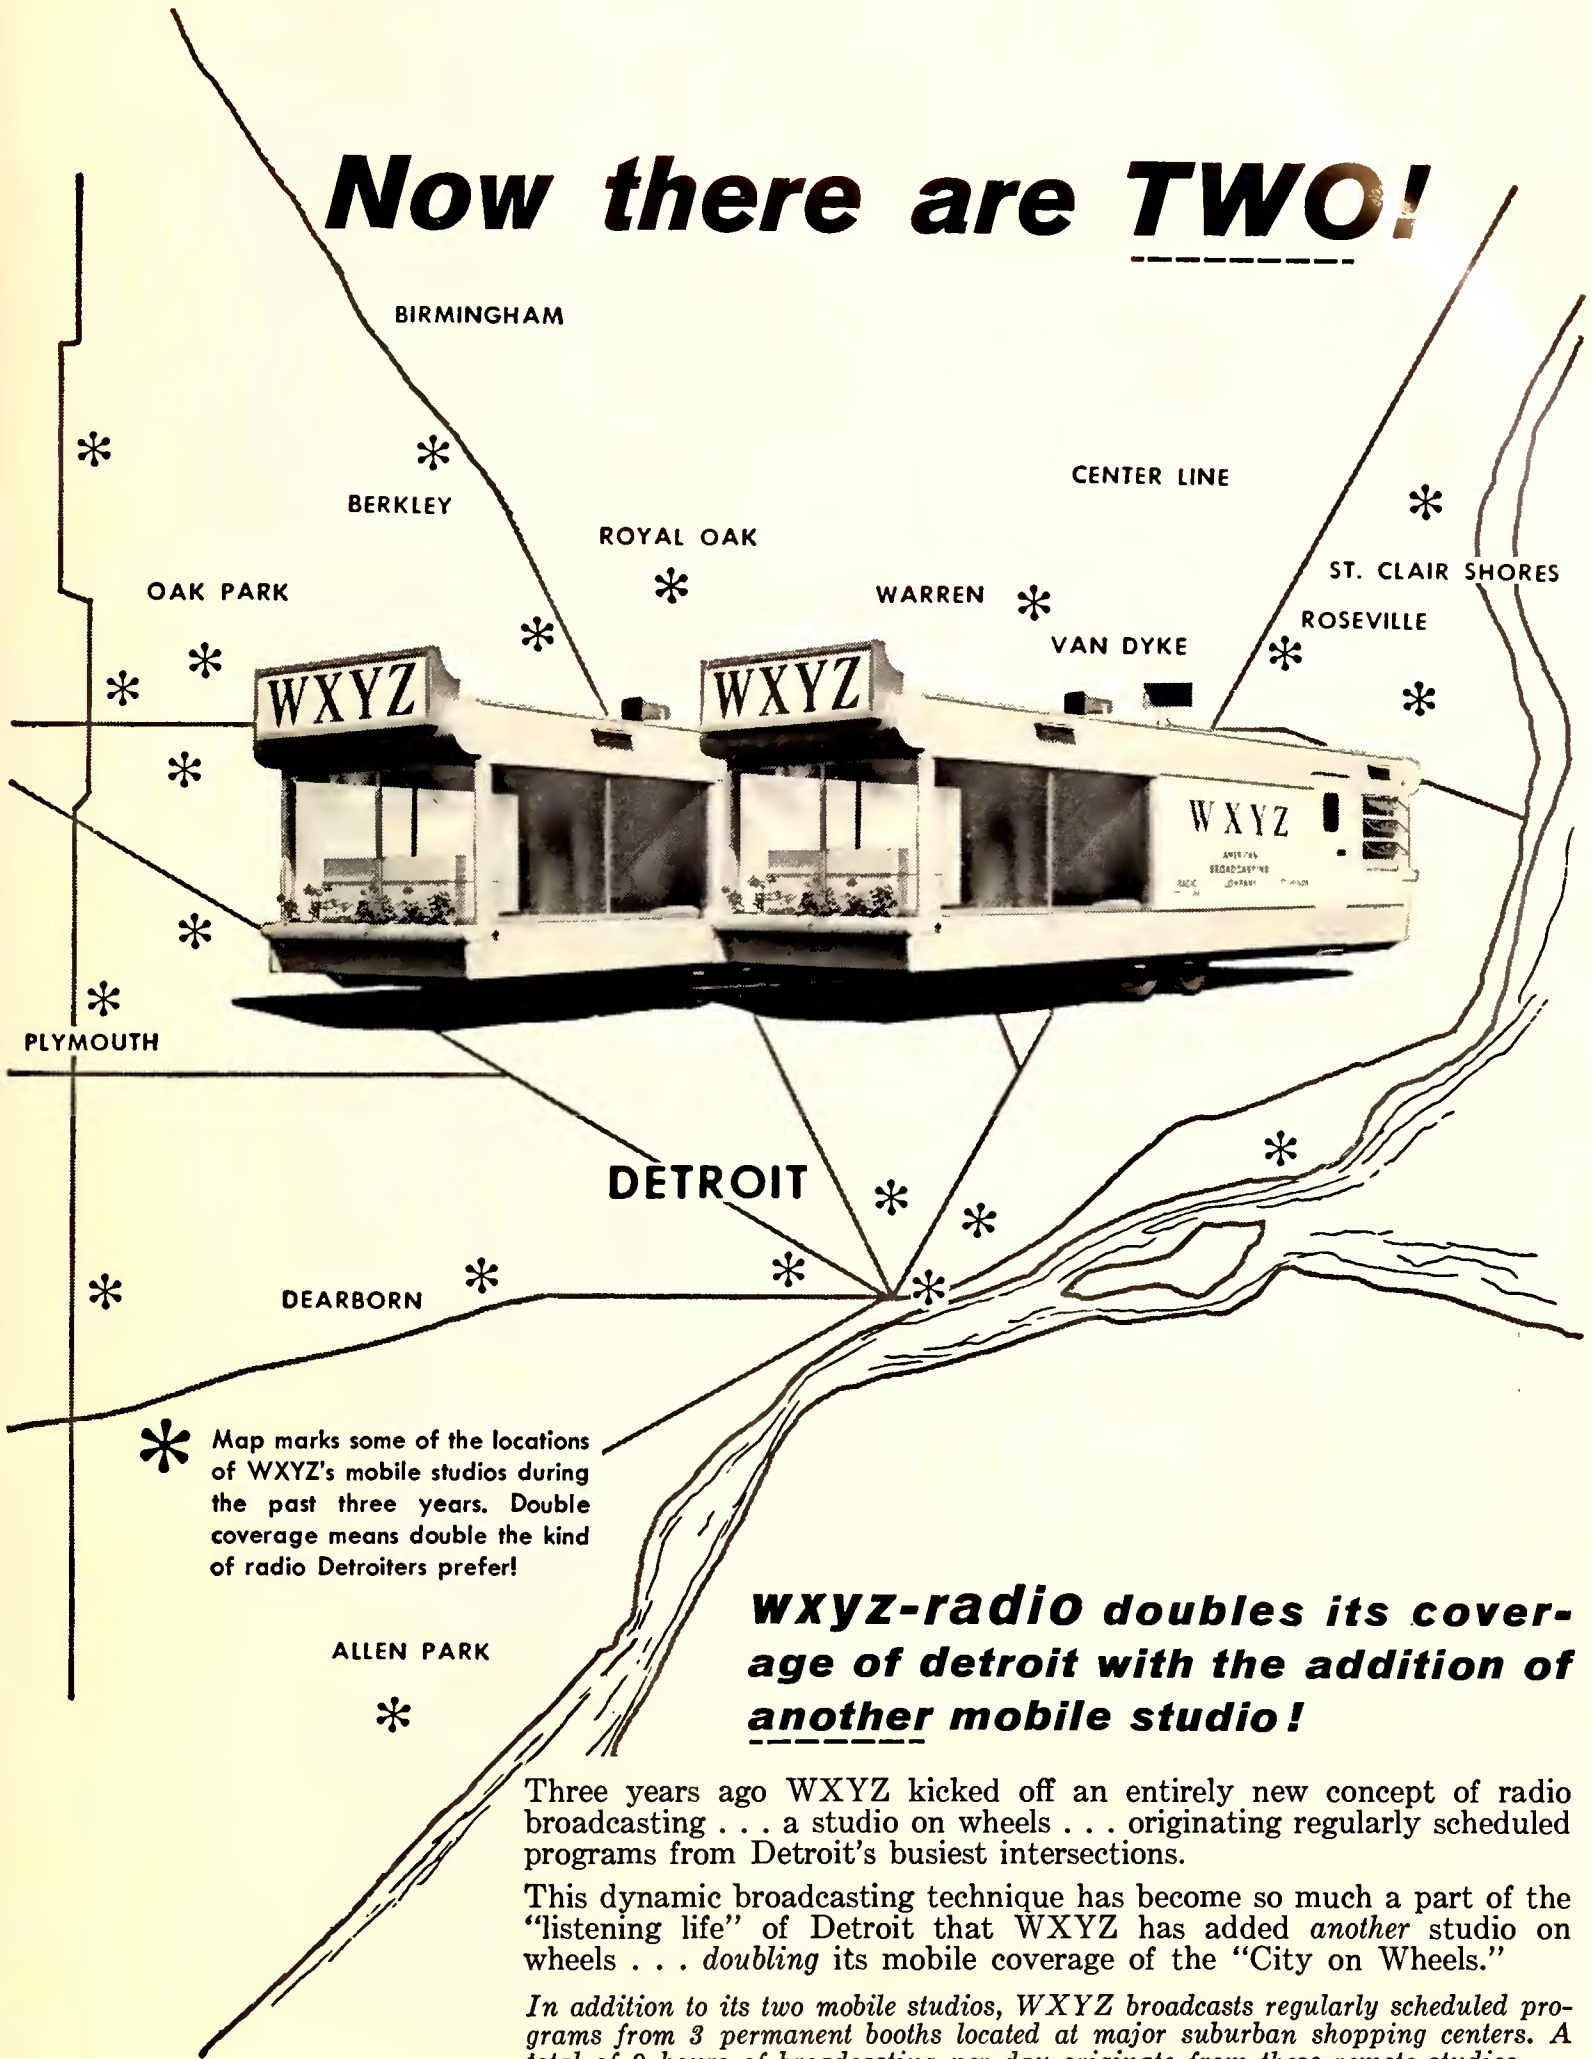 Now there are TWO!
BIRMINGHAM
CENTER LINE
BERKLEY
ROYAL OAK
ST. CLAIR SHORES
OAK PARK
WARREN
ROSEVILLE
VAN DYKE
WXYZ
WXYZ
WXYZ
AMERICAN
BROADCASTING
PLYMOUTH
DETROIT
DEARBORN
Map marks some of the locations
of WXYZ's mobile studios during
the past three years. Double
coverage means double the kind
of radio Detroiters prefer!
ALLEN PARK
wxyz-radio doubles its cover-
age of detroit with the addition of
another mobile studio!
Three years ago WXYZ kicked off an entirely new concept of radio
broadcasting . . . a studio on wheels . . . originating regularly scheduled
programs from Detroit's busiest intersections.
This dynamic broadcasting technique has become so much a part of the
“listening life” of Detroit that WXYZ has added another studio on
wheels . . . doubling its mobile coverage of the “City on Wheels.”
In addition to its two mobile studios, WXYZ broadcasts regularly scheduled pro-
grams from 3 permanent booths located at major suburban shopping centers. A